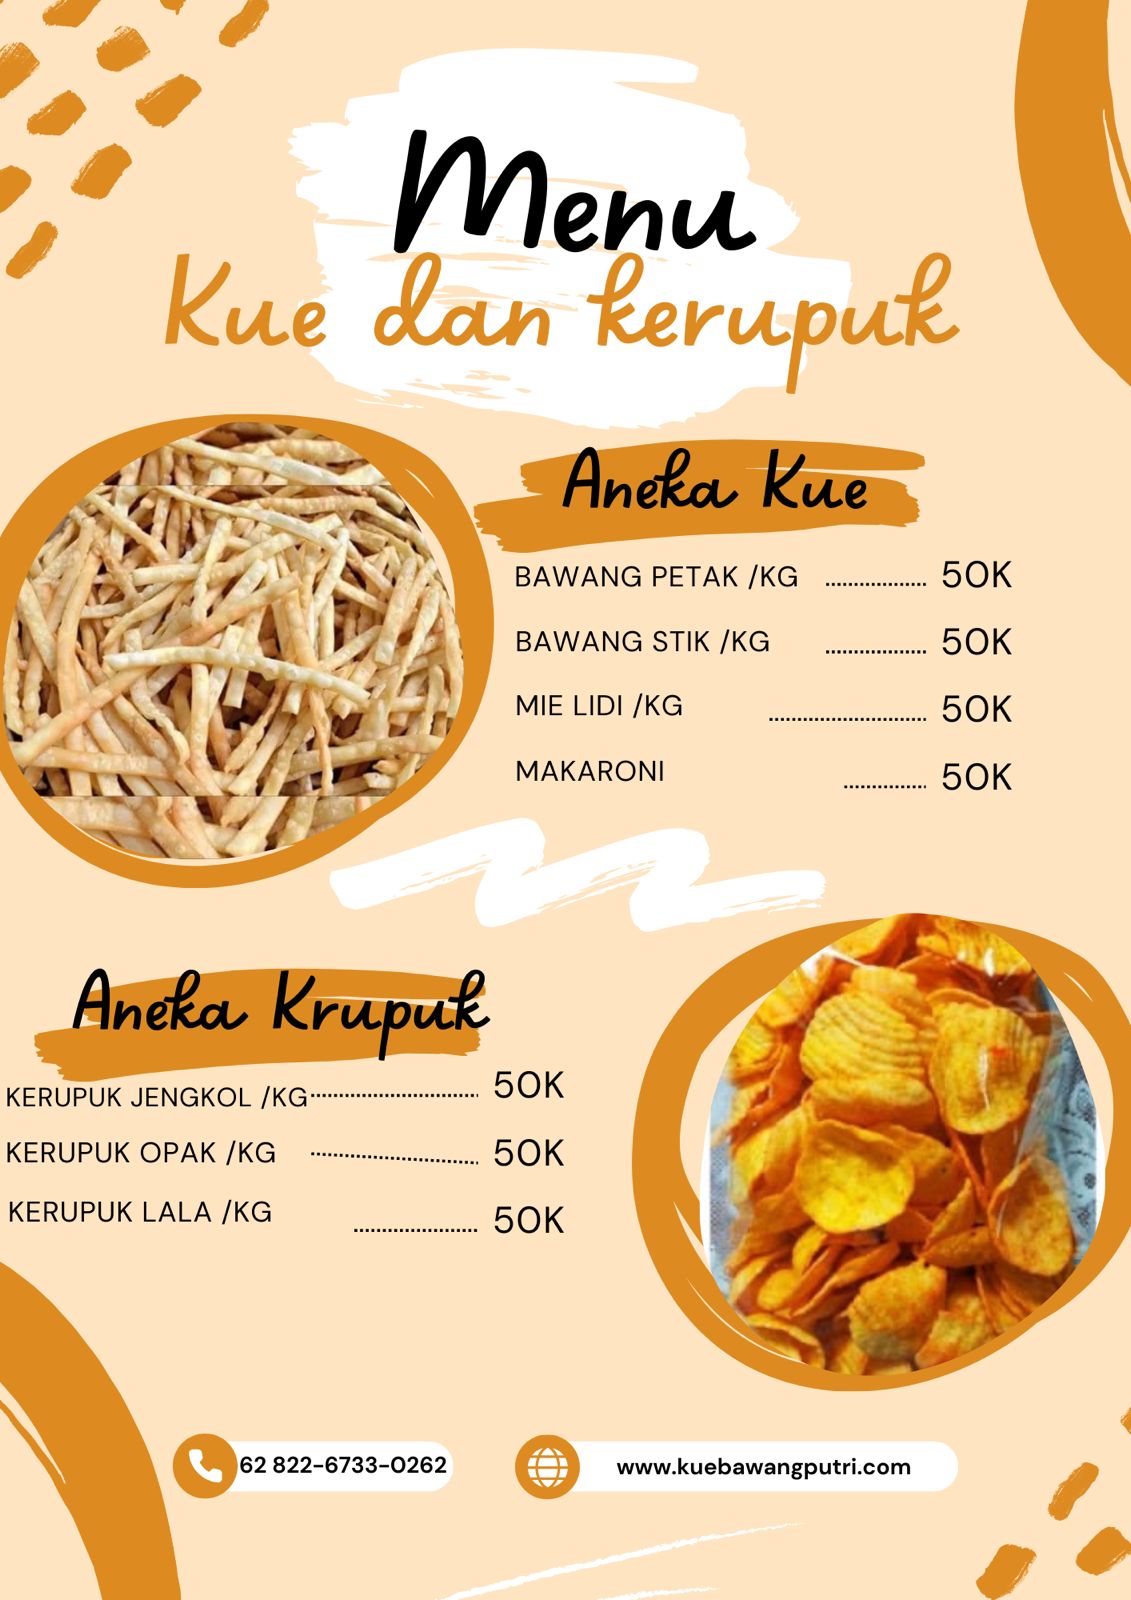 Menu
Kue dan kerupuk
Aneka Kue
BAWANG PETAK /KG .................. 50K
BAWANG STIK /KG .................. 50K
MIE LIDI /KG ............................ 50K
MAKARONI ............... 50K
Aneka Krupuk
KERUPUK JENGKOL /KG .............................. 50K
KERUPUK OPAK /KG .............................. 50K
KERUPUK LALA /KG ...................... 50K
62 822-6733-0262
www.kuebawangputri.com